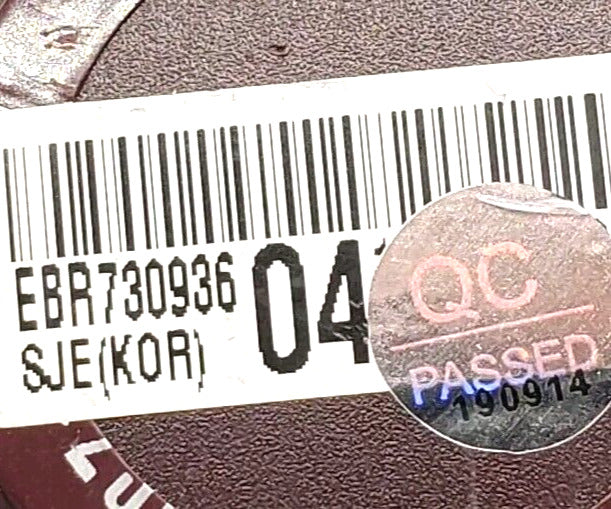 EBR730936
04
SJE(KOR)
QC
PASSED
190914